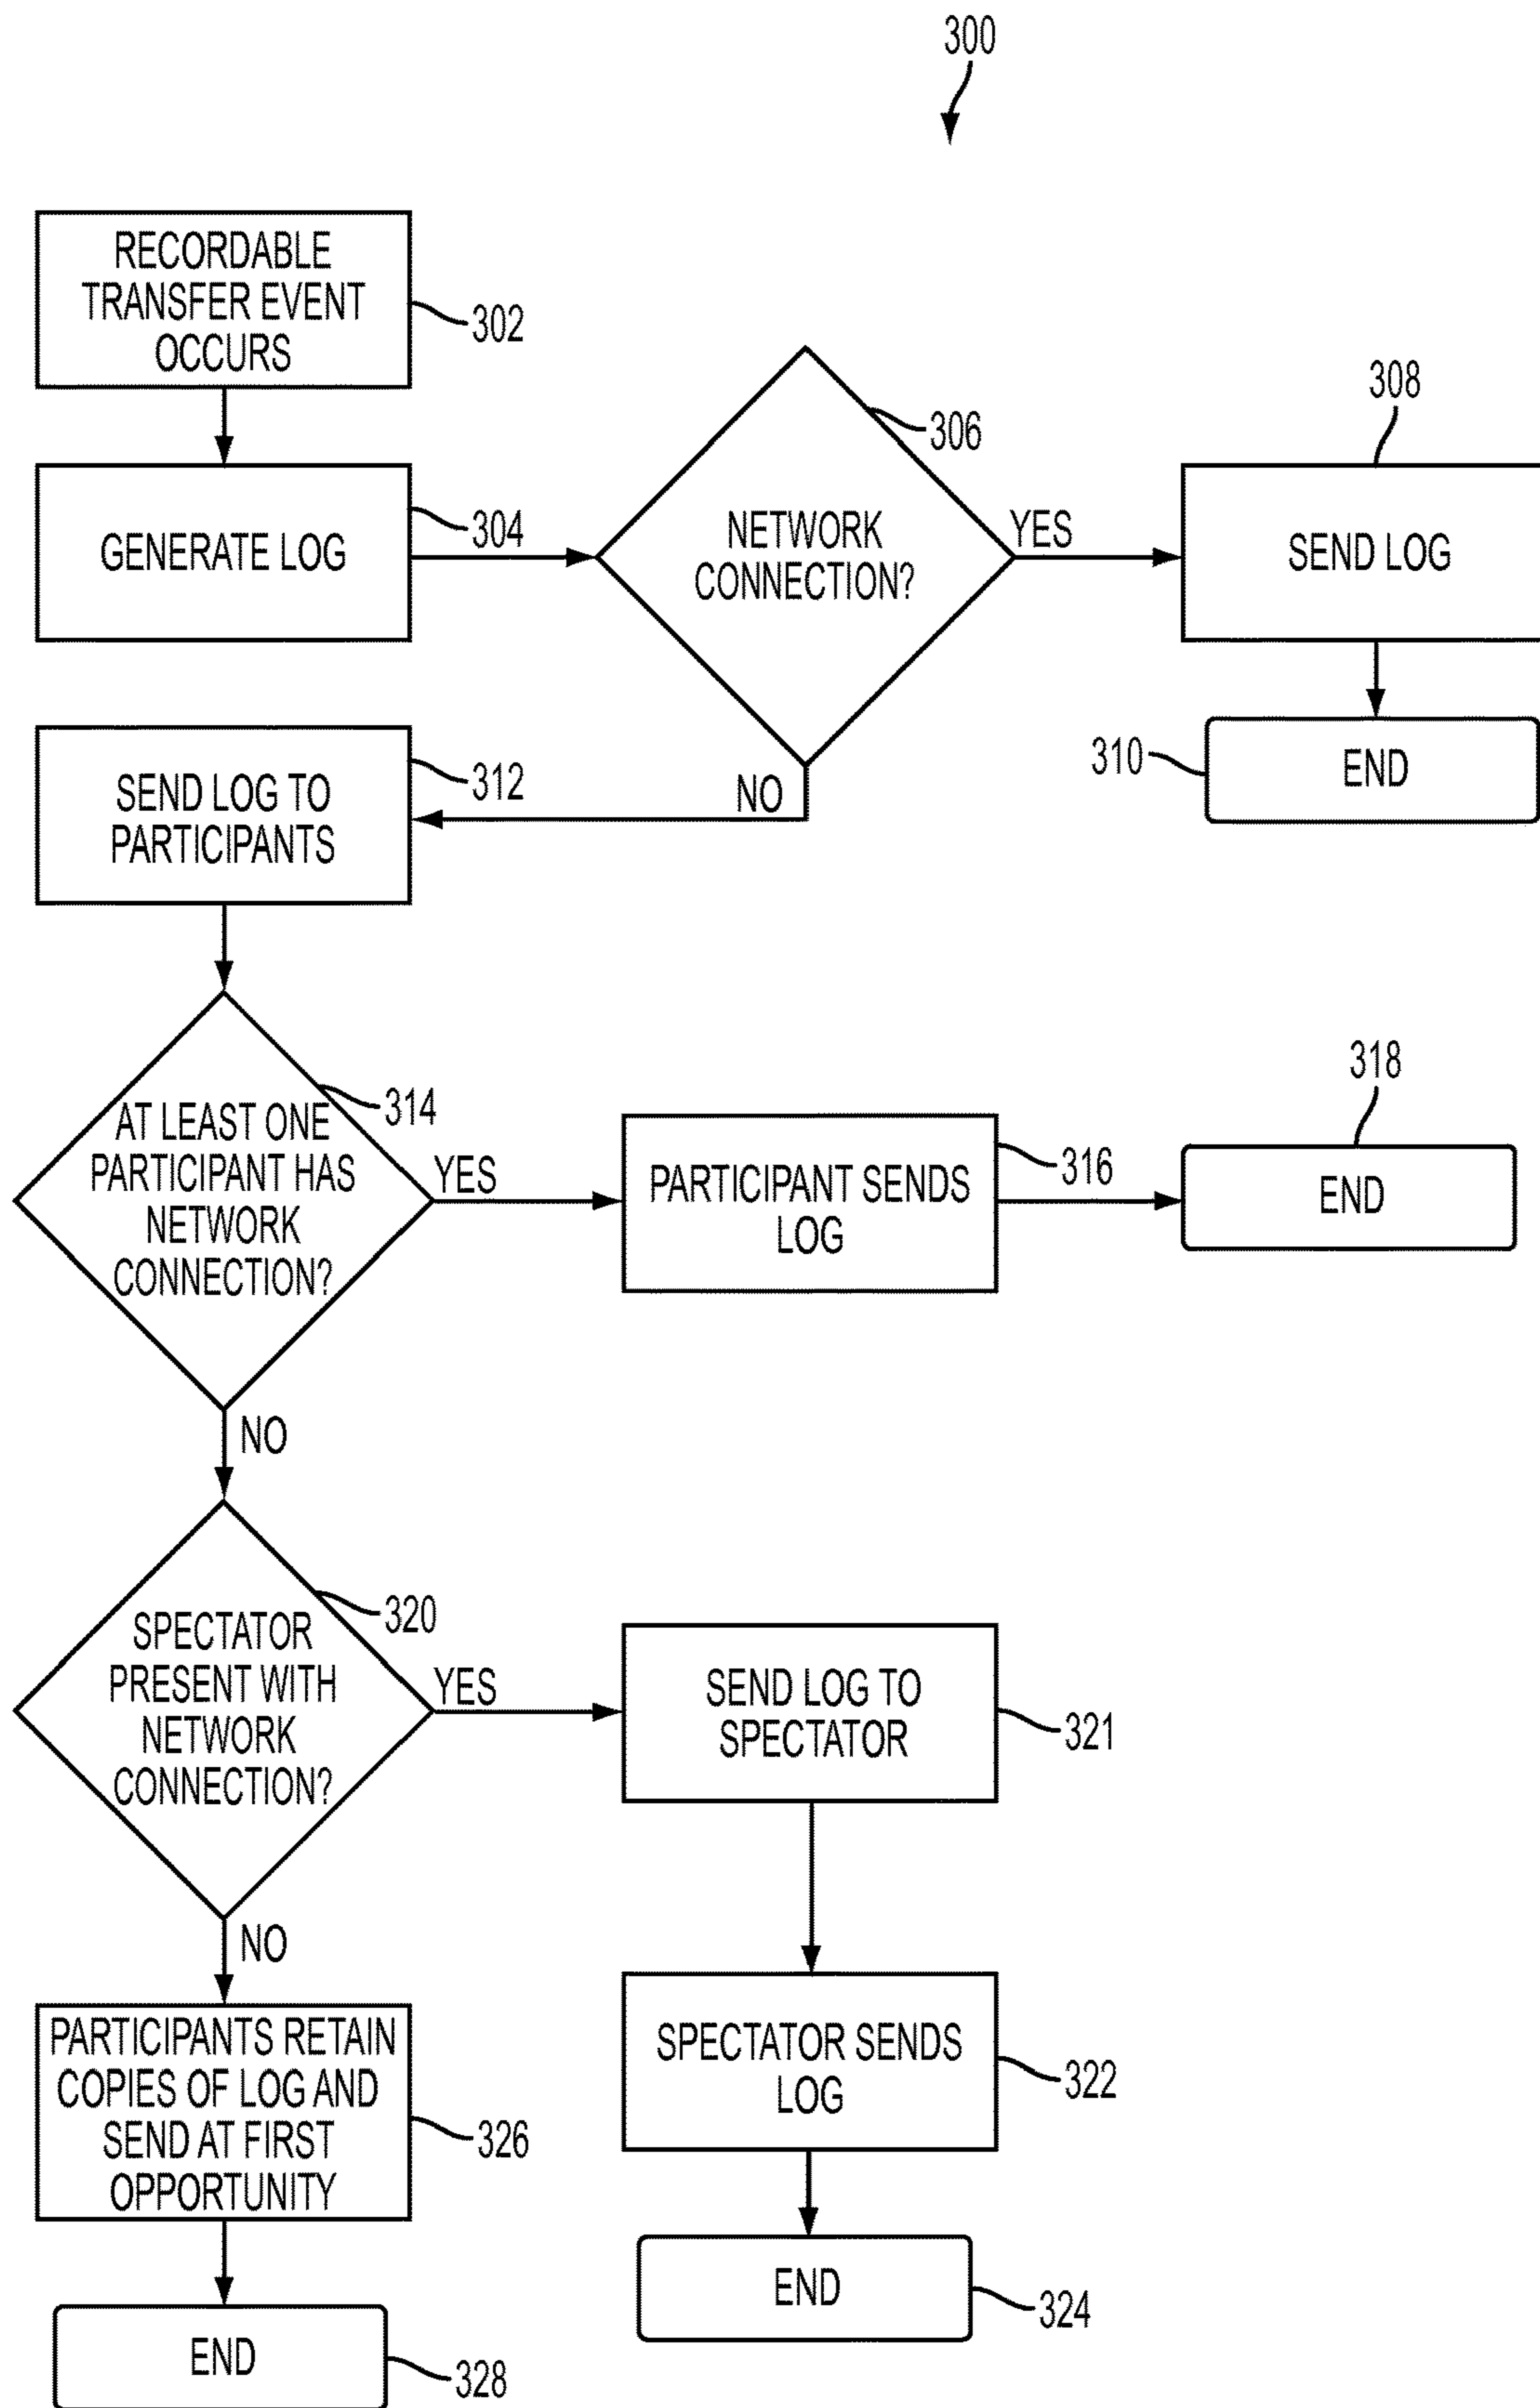 300
RECORDABLE
TRANSFER EVENT
OCCURS
302
GENERATE LOG
304
NETWORK
CONNECTION?
306
YES
308
SEND LOG
310
END
NO
SEND LOG TO
PARTICIPANTS
312
AT LEAST ONE
PARTICIPANT HAS
NETWORK
CONNECTION?
314
YES
PARTICIPANT SENDS
LOG
316
318
END
NO
SPECTATOR
PRESENT WITH
NETWORK
CONNECTION?
320
YES
SEND LOG TO
SPECTATOR
321
SPECTATOR SENDS
LOG
322
END
324
NO
PARTICIPANTS RETAIN
COPIES OF LOG AND
SEND AT FIRST
OPPORTUNITY
326
END
328